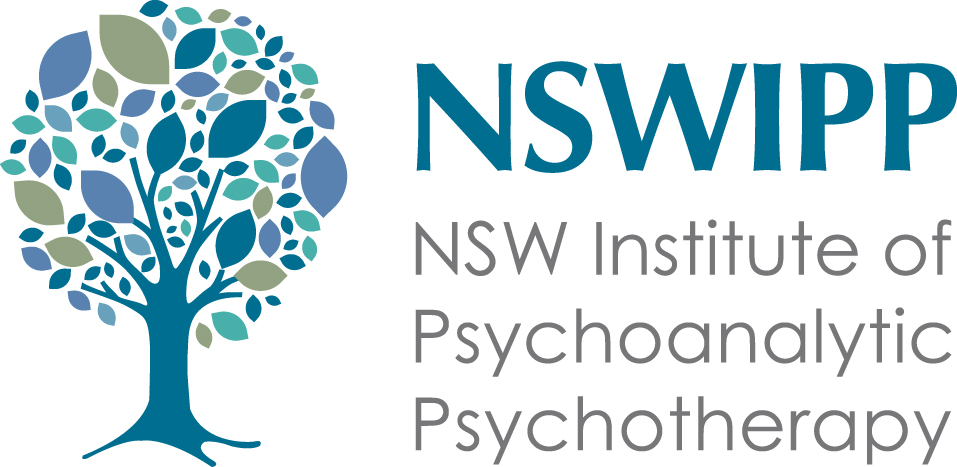 NSWIPP
NSW Institute of
Psychoanalytic
Psychotherapy